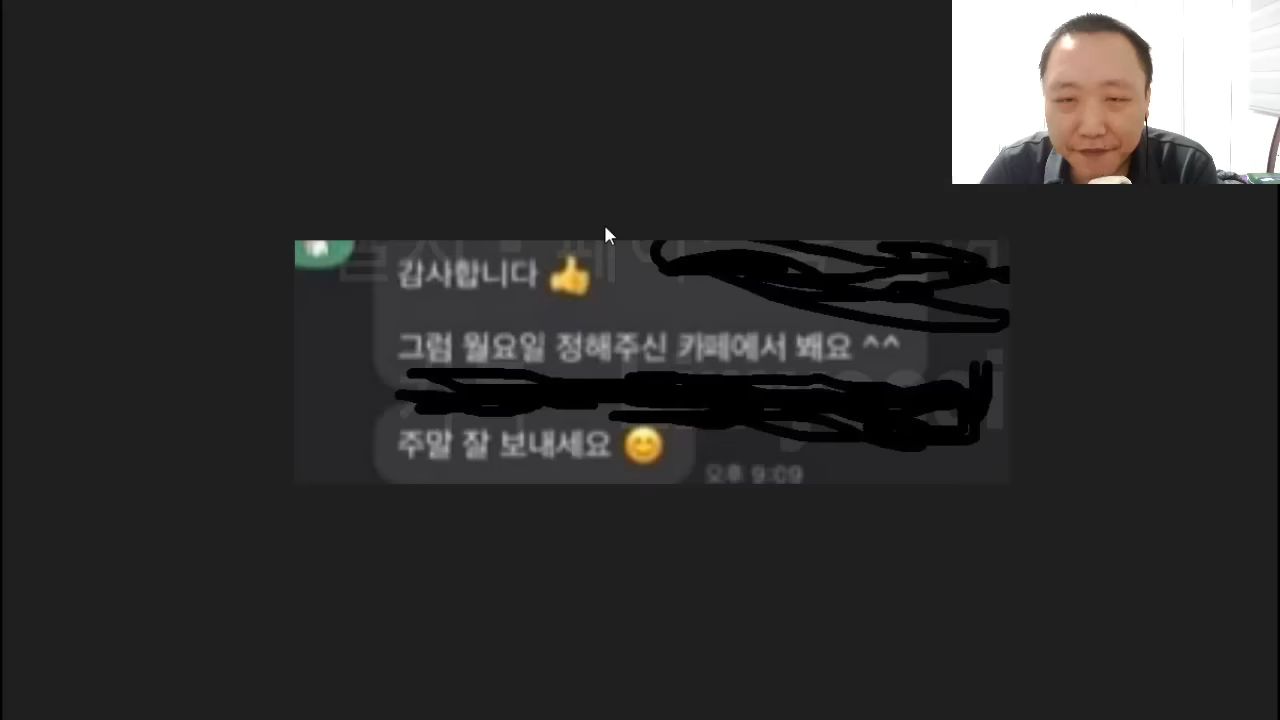 감사합니다 👍
그럼 월요일 정해주신 카페에서 봬요 ^^
주말 잘 보내세요 😊
오후 9:09